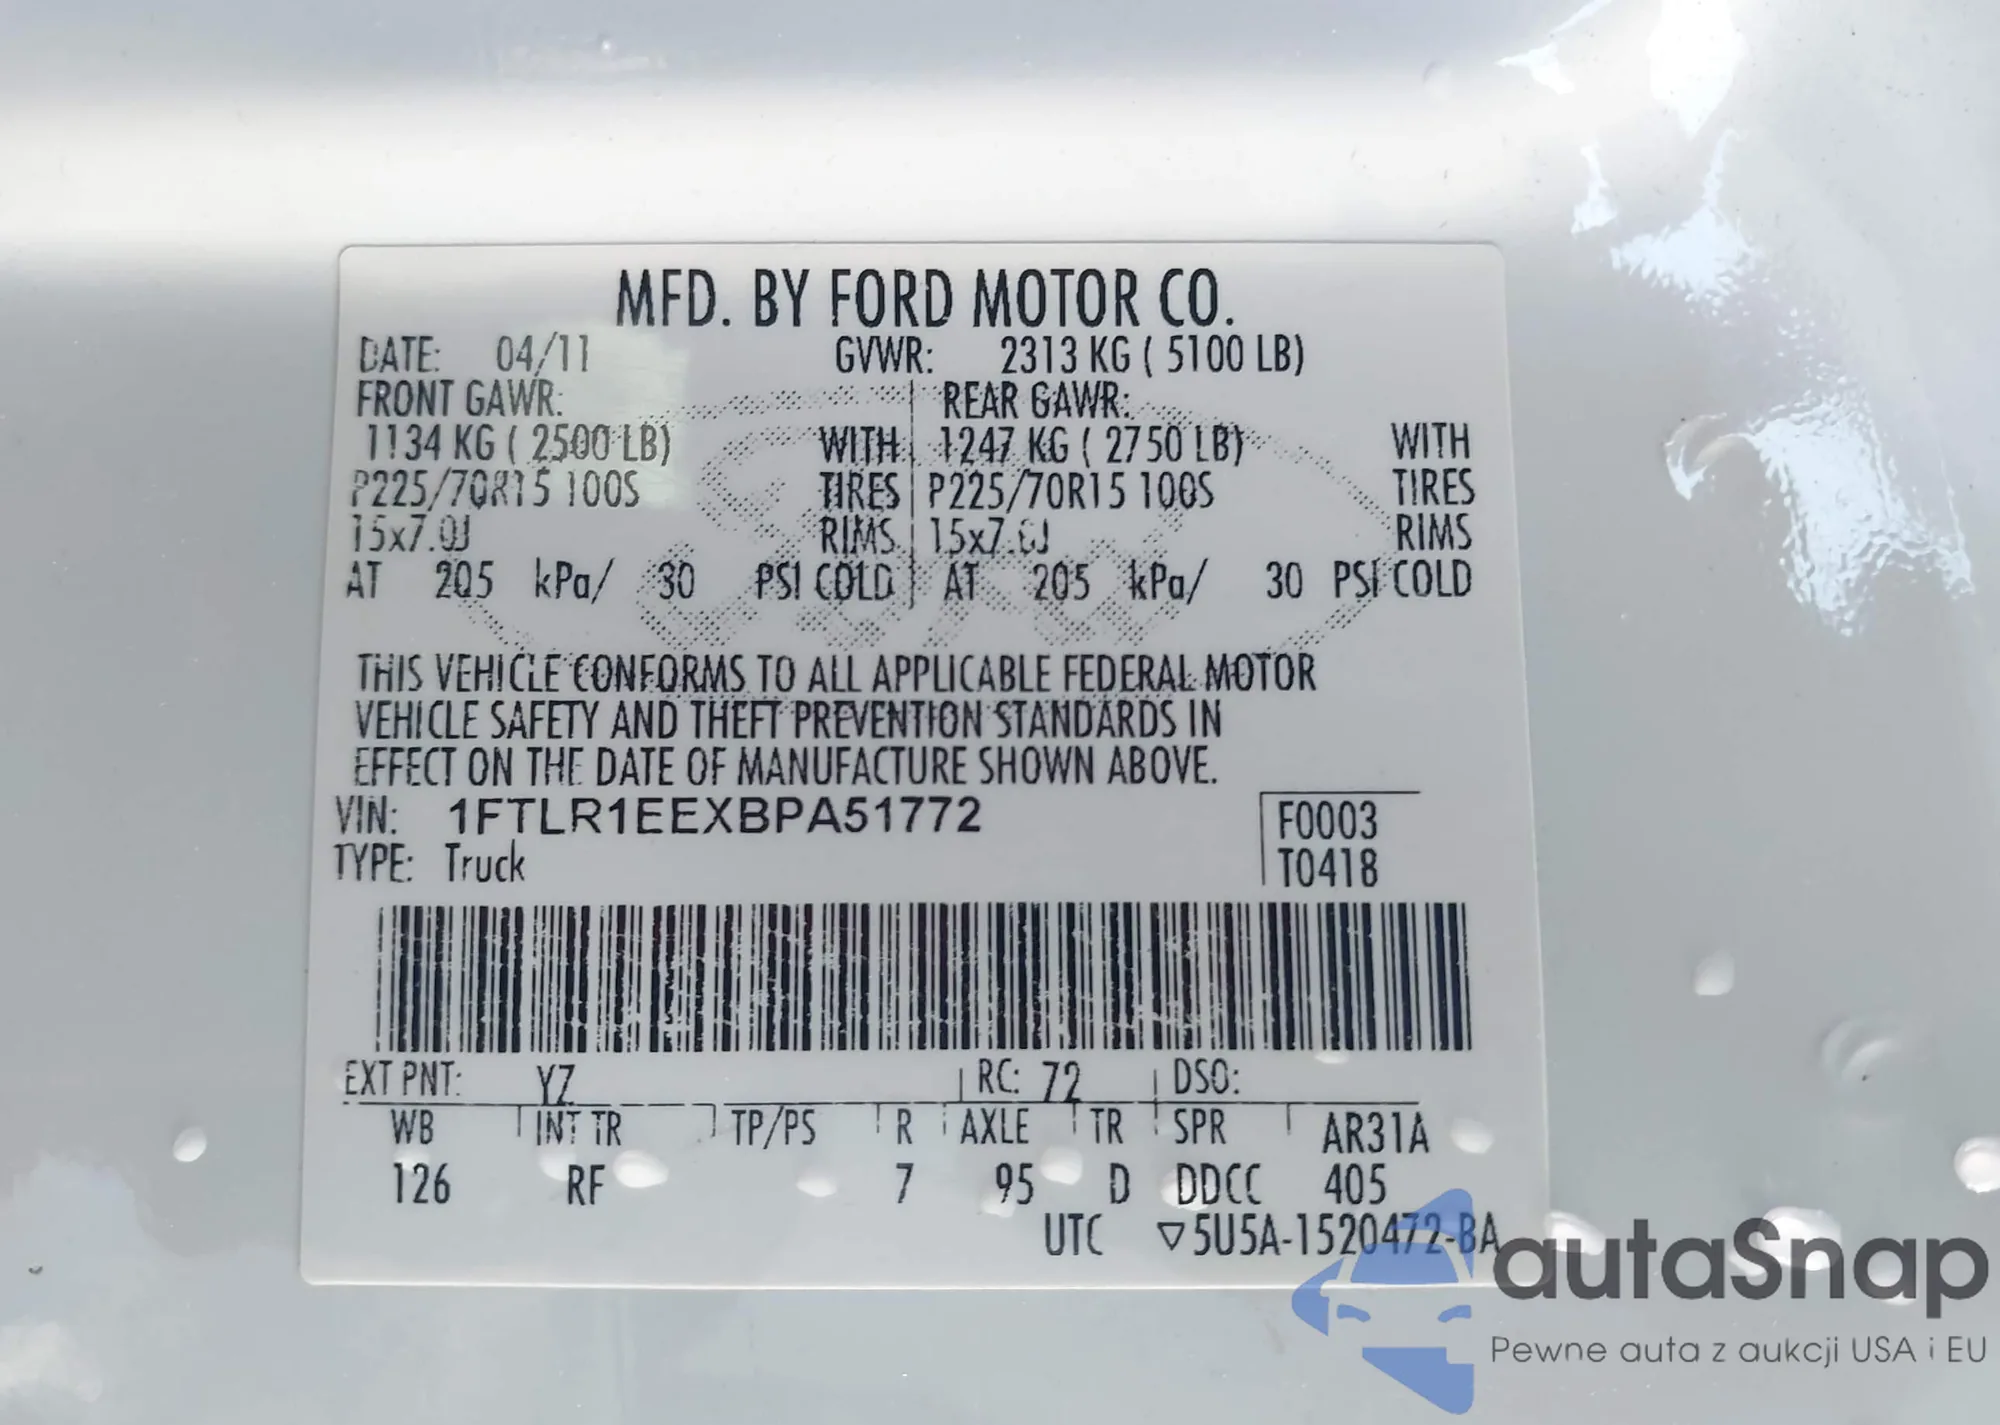 MFD. BY FORD MOTOR CO.
DATE: 04/11 GVWR: 2313 KG ( 5100 LB)
FRONT GAWR: REAR GAWR:
1134 KG ( 2500 LB) WITH 1247 KG ( 2750 LB) WITH
P225/70R15 100S TIRES P225/70R15 100S TIRES
15x7.0J RIMS 15x7.0J RIMS
AT 205 kPa/ 30 PSI COLD AT 205 kPa/ 30 PSI COLD
THIS VEHICLE CONFORMS TO ALL APPLICABLE FEDERAL MOTOR
VEHICLE SAFETY AND THEFT PREVENTION STANDARDS IN
EFFECT ON THE DATE OF MANUFACTURE SHOWN ABOVE.
VIN: 1FTLR1EEXBPA51772 F0003
TYPE: Truck T0418
EXT PNT: YZ RC: 72 DSO:
WB INT TR TP/PS R AXLE TR SPR AR31A
126 RF 7 95 D DDCC 405
UTC ▽5U5A-1520472-BA
autaSnap
Pewne auta z aukcji USA i EU